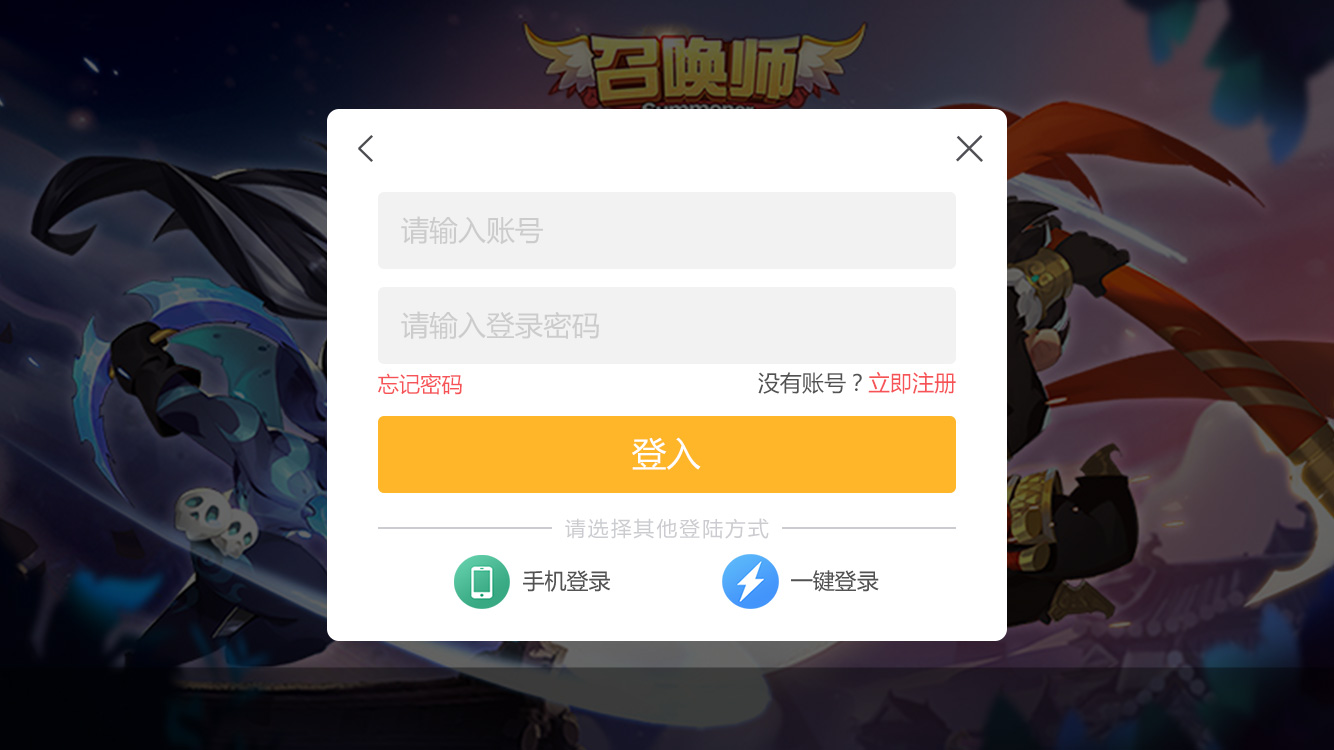 召唤师
Summoner
请输入账号
请输入登录密码
忘记密码
没有账号？立即注册
登入
请选择其他登陆方式
手机登录
一键登录